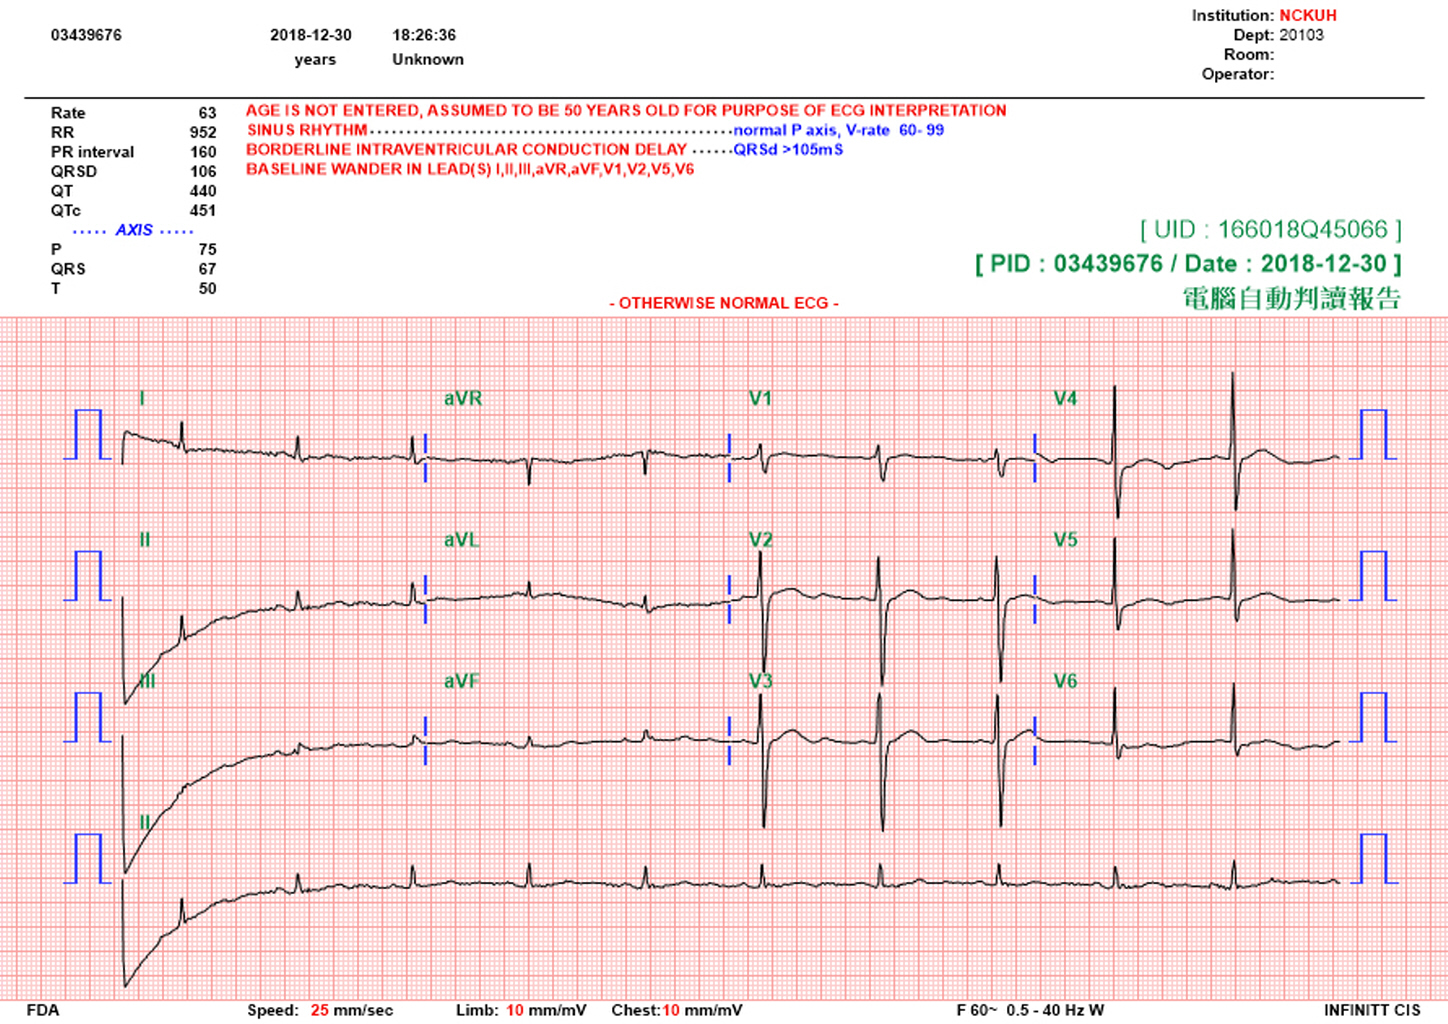 Institution: NCKUH
03439676 2018-12-30 18:26:36 Dept: 20103
years Unknown Room:
Operator:
Rate 63 AGE IS NOT ENTERED, ASSUMED TO BE 50 YEARS OLD FOR PURPOSE OF ECG INTERPRETATION
RR 952 SINUS RHYTHM..................................................normal P axis, V-rate 60- 99
PR interval 160 BORDERLINE INTRAVENTRICULAR CONDUCTION DELAY ......QRSd >105mS
QRSD 106 BASELINE WANDER IN LEAD(S) I,II,III,aVR,aVF,V1,V2,V5,V6
QT 440
QTc 451
..... AXIS .....
P 75
QRS 67
T 50
[ UID : 166018Q45066 ]
[ PID : 03439676 / Date : 2018-12-30 ]
電腦自動判讀報告
- OTHERWISE NORMAL ECG -
I aVR V1 V4
II aVL V2 V5
III aVF V3 V6
II
FDA Speed: 25 mm/sec Limb: 10 mm/mV Chest:10 mm/mV F 60~ 0.5 - 40 Hz W INFINITT CIS